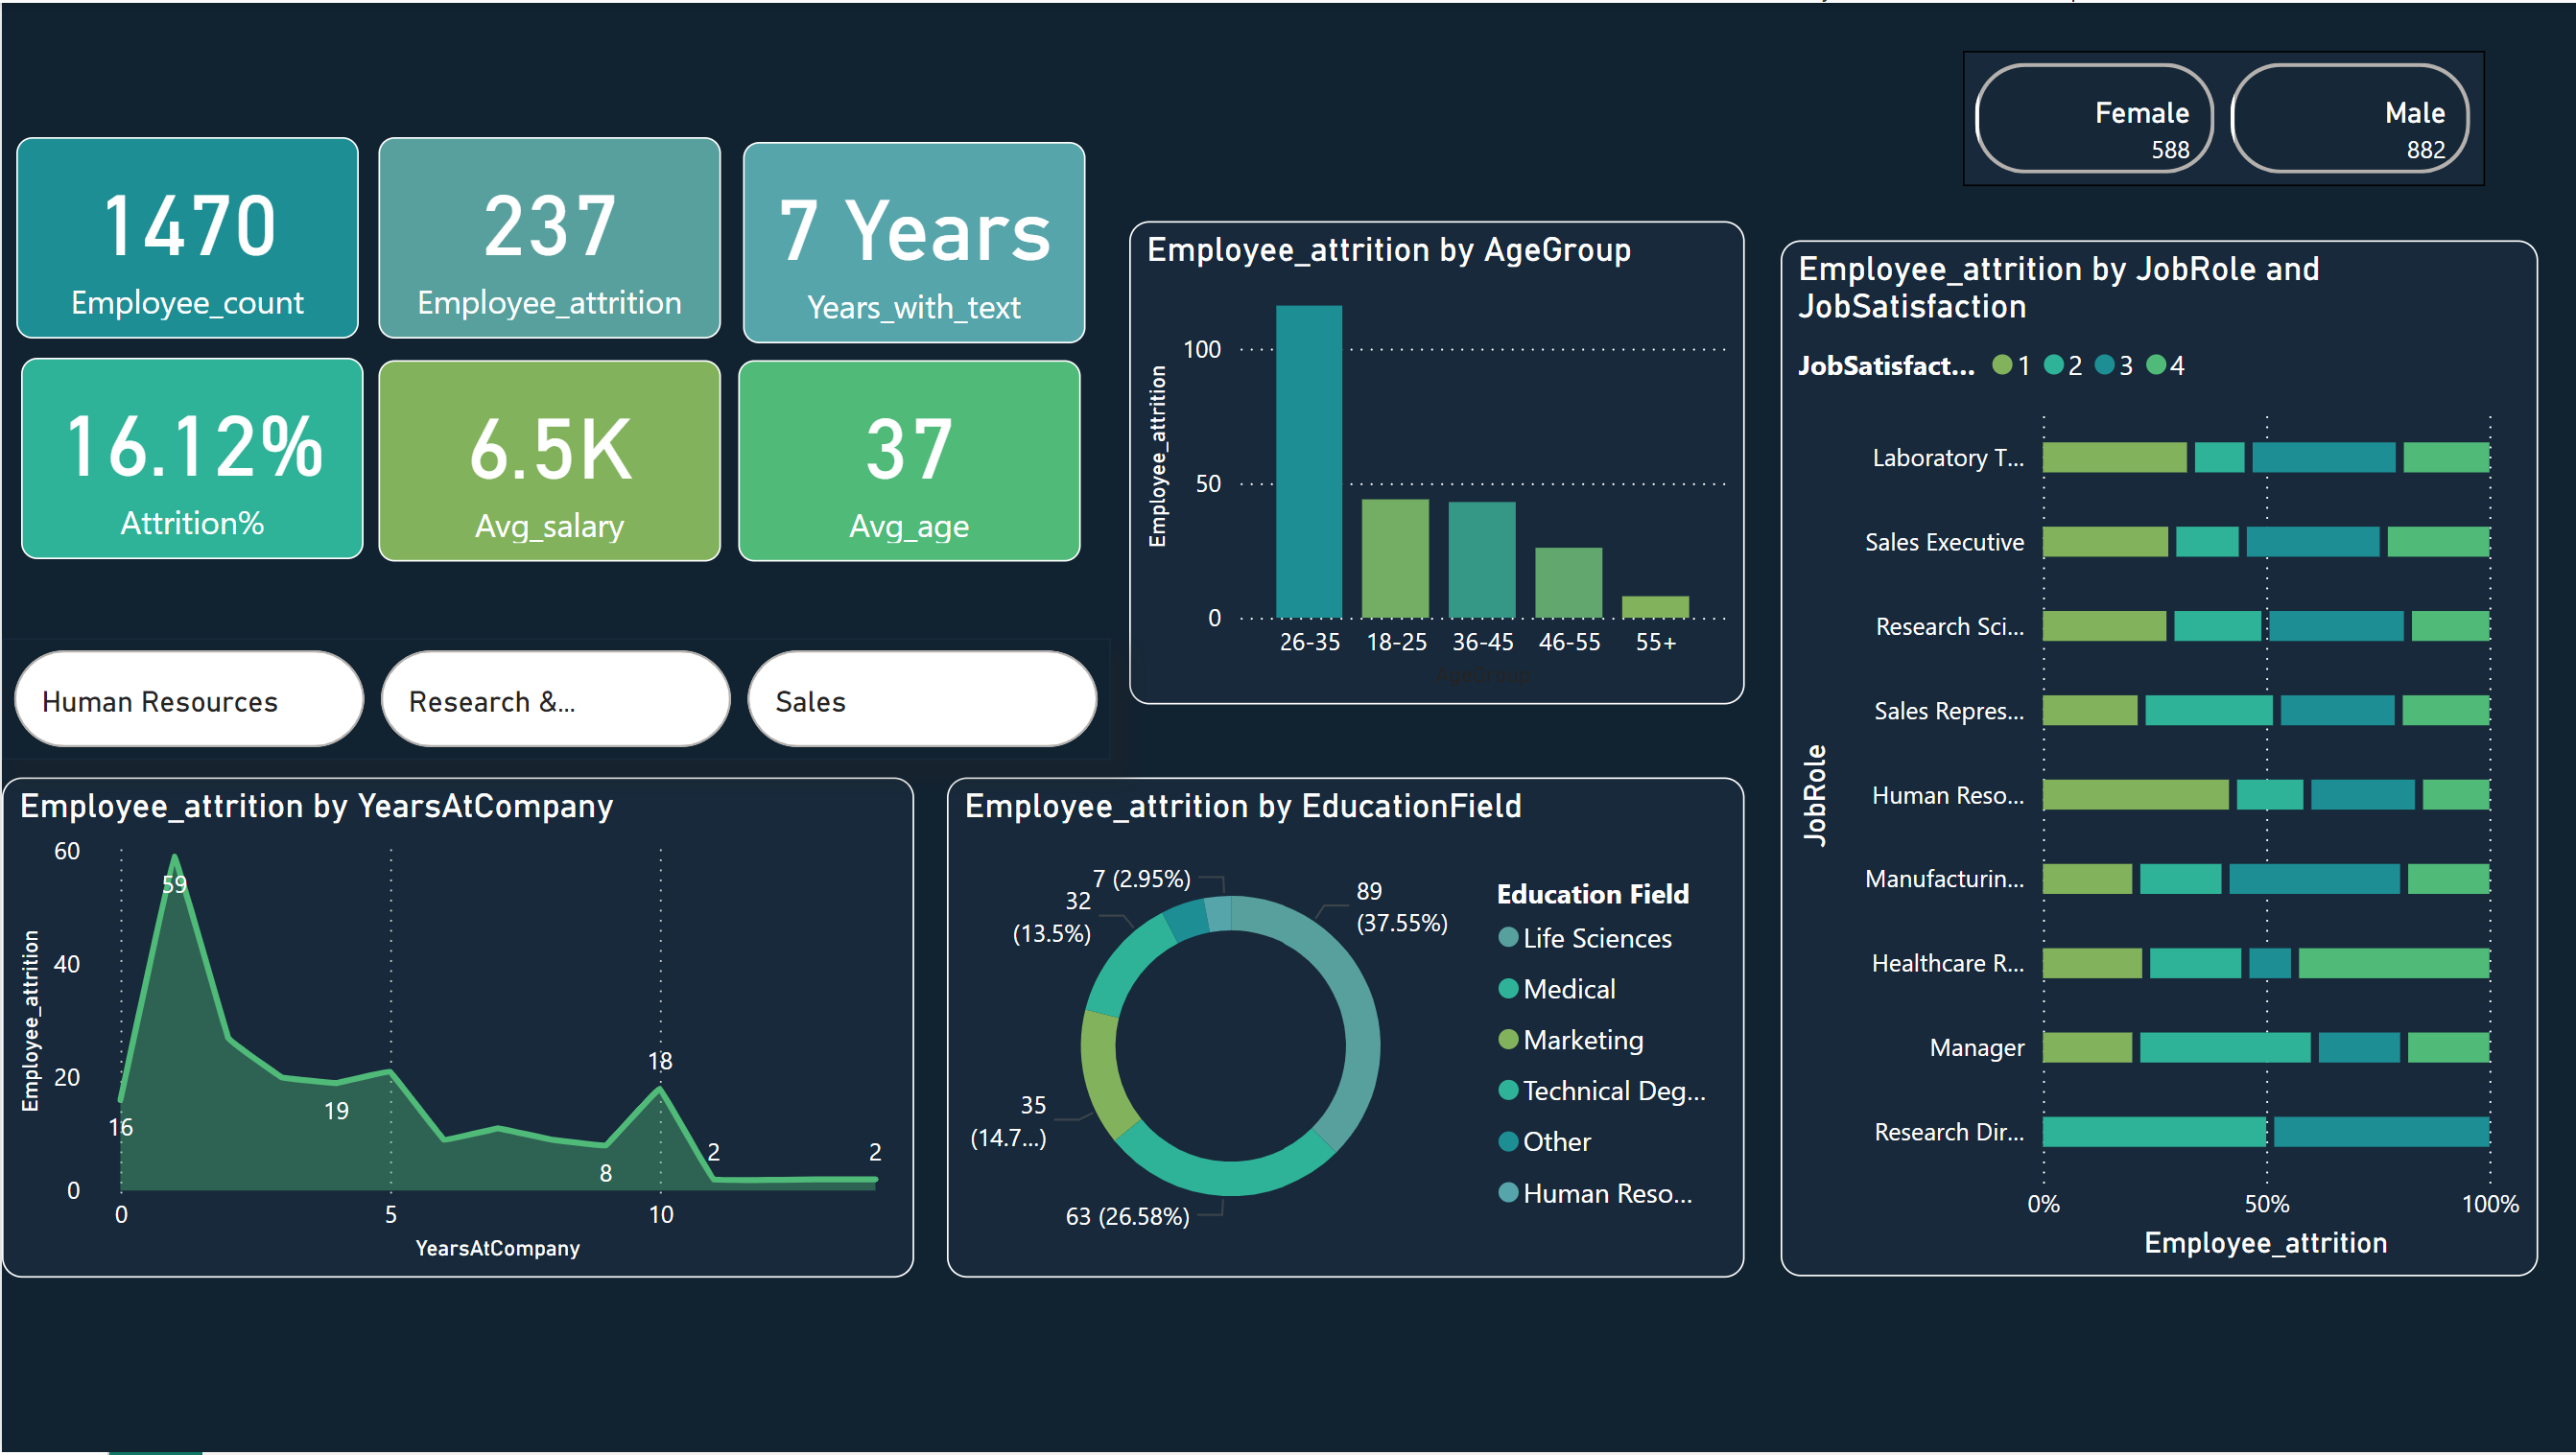 Female
588
Male
882
1470
Employee_count
237
Employee_attrition
7 Years
Years_with_text
16.12%
Attrition%
6.5K
Avg_salary
37
Avg_age
Human Resources
Research &...
Sales
Employee_attrition by AgeGroup
Employee_attrition
100
50
0
26-35
18-25
36-45
46-55
55+
AgeGroup
Employee_attrition by JobRole and
JobSatisfaction
JobSatisfact...
1
2
3
4
JobRole
Laboratory T...
Sales Executive
Research Sci...
Sales Repres...
Human Reso...
Manufacturin...
Healthcare R...
Manager
Research Dir...
0%
50%
100%
Employee_attrition
Employee_attrition by YearsAtCompany
Employee_attrition
60
40
20
0
59
16
19
8
18
2
2
0
5
10
YearsAtCompany
Employee_attrition by EducationField
7 (2.95%)
32
(13.5%)
35
(14.7...)
63 (26.58%)
89
(37.55%)
Education Field
Life Sciences
Medical
Marketing
Technical Deg...
Other
Human Reso...